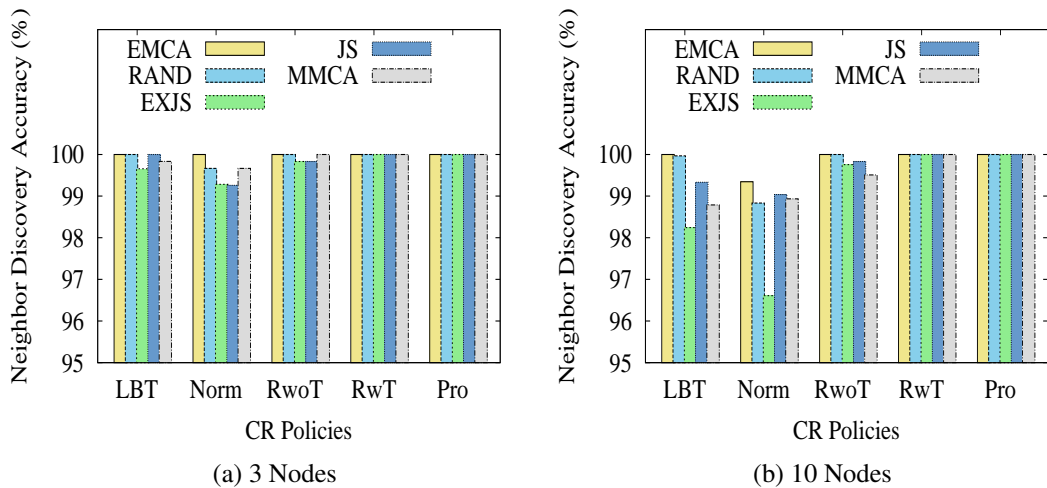 Neighbor Discovery Accuracy (%)
EMCA
RAND
EXJS
JS
MMCA
100
99
98
97
96
95
LBT Norm RwoT RwT Pro
CR Policies
(a) 3 Nodes
Neighbor Discovery Accuracy (%)
EMCA
RAND
EXJS
JS
MMCA
100
99
98
97
96
95
LBT Norm RwoT RwT Pro
CR Policies
(b) 10 Nodes